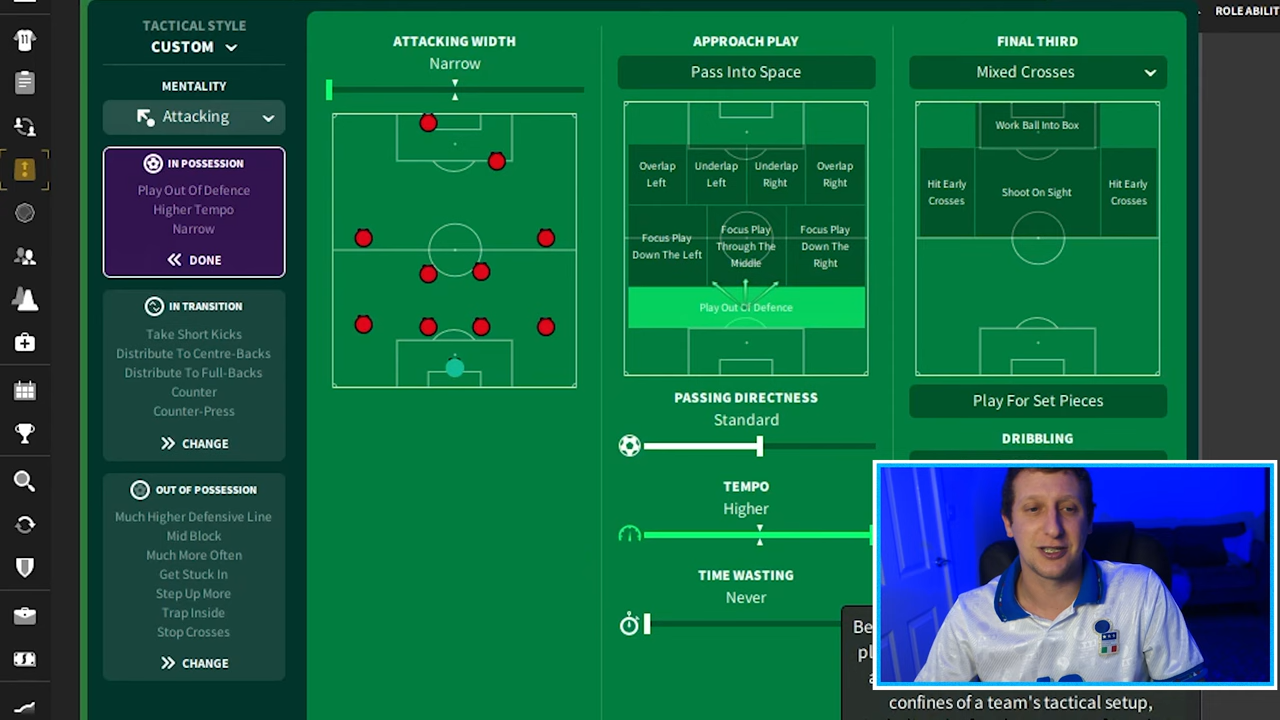 ROLE ABILIT
TACTICAL STYLE
CUSTOM
MENTALITY
Attacking
IN POSSESSION
Play Out Of Defence
Higher Tempo
Narrow
DONE
IN TRANSITION
Take Short Kicks
Distribute To Centre-Backs
Distribute To Full-Backs
Counter
Counter-Press
CHANGE
OUT OF POSSESSION
Much Higher Defensive Line
Mid Block
Much More Often
Get Stuck In
Step Up More
Trap Inside
Stop Crosses
CHANGE
ATTACKING WIDTH
Narrow
APPROACH PLAY
Pass Into Space
Overlap
Left
Underlap
Left
Underlap
Right
Overlap
Right
Focus Play
Down The Left
Focus Play
Through The
Middle
Focus Play
Down The
Right
Play Out Of Defence
PASSING DIRECTNESS
Standard
TEMPO
Higher
TIME WASTING
Never
FINAL THIRD
Mixed Crosses
Work Ball Into Box
Hit Early
Crosses
Shoot On Sight
Hit Early
Crosses
Play For Set Pieces
DRIBBLING
Be
pl
confines of a team's tactical setup,